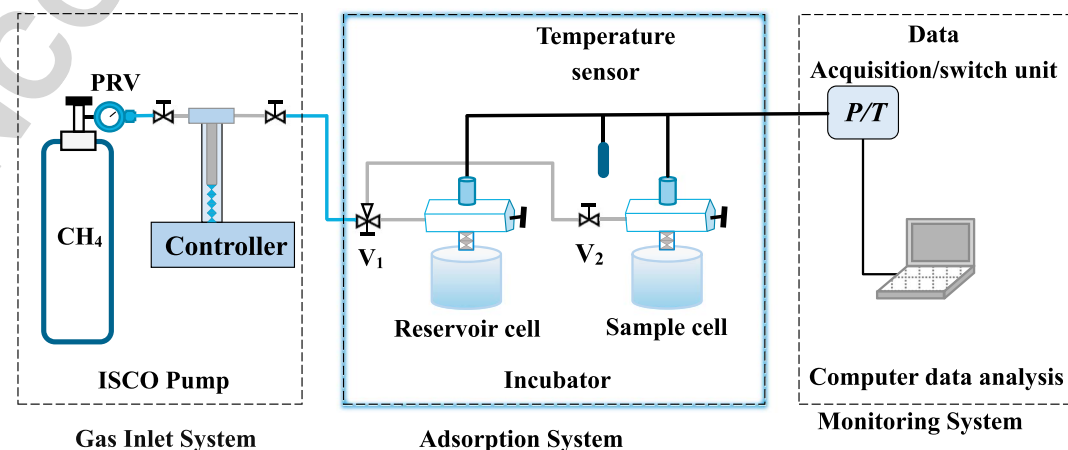 PRV
CH₄
Controller
ISCO Pump
Gas Inlet System
Temperature
sensor
V₁
V₂
Reservoir cell
Sample cell
Incubator
Adsorption System
Data
Acquisition/switch unit
P/T
Computer data analysis
Monitoring System